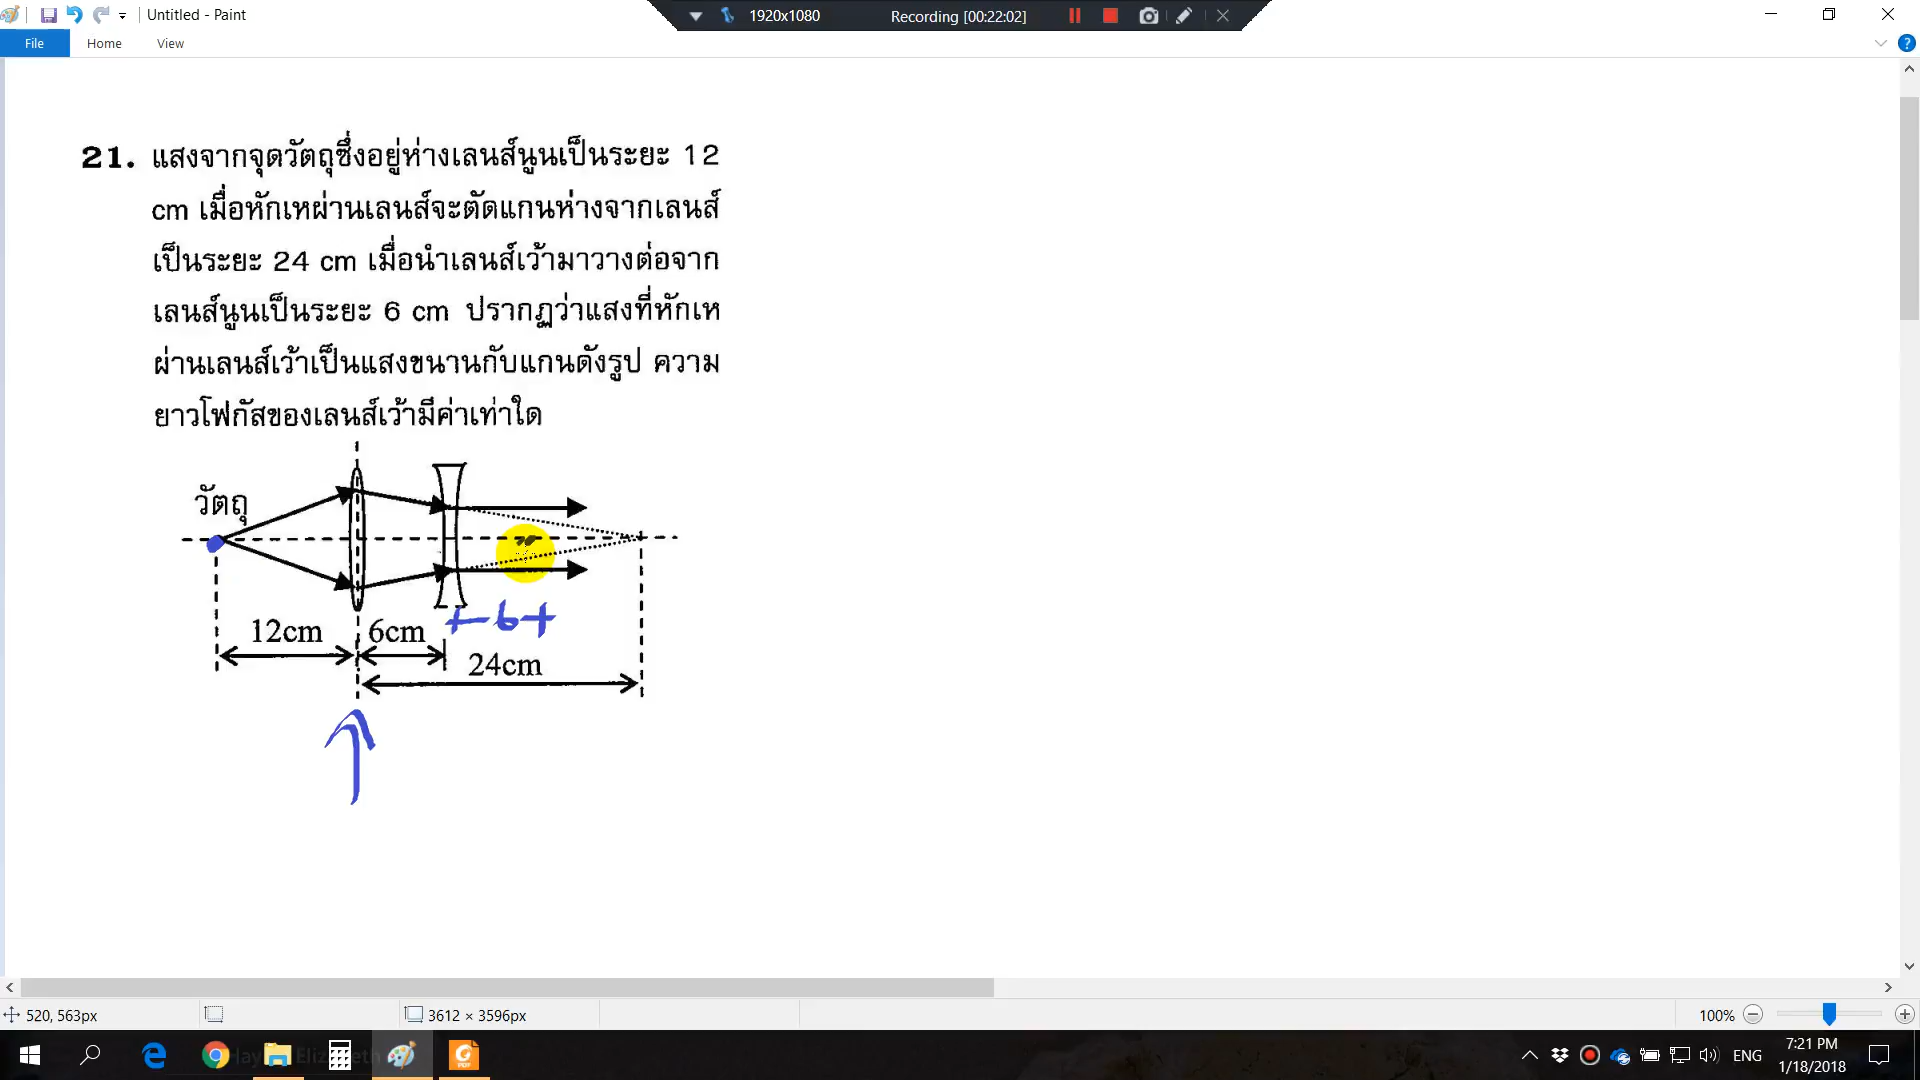 Untitled - Paint
1920x1080
Recording [00:22:02]
File
Home
View
21. แสงจากจุดวัตถุซึ่งอยู่ห่างเลนส์นูนเป็นระยะ 12
cm เมื่อหักเหผ่านเลนส์จะตัดแกนห่างจากเลนส์
เป็นระยะ 24 cm เมื่อนำเลนส์เว้ามาวางต่อจาก
เลนส์นูนเป็นระยะ 6 cm ปรากฏว่าแสงที่หักเห
ผ่านเลนส์เว้าเป็นแสงขนานกับแกนดังรูป ความ
ยาวโฟกัสของเลนส์เว้ามีค่าเท่าใด
วัตถุ
6
12cm
6cm
24cm
520, 563px
3612 × 3596px
100%
ENG
7:21 PM
1/18/2018